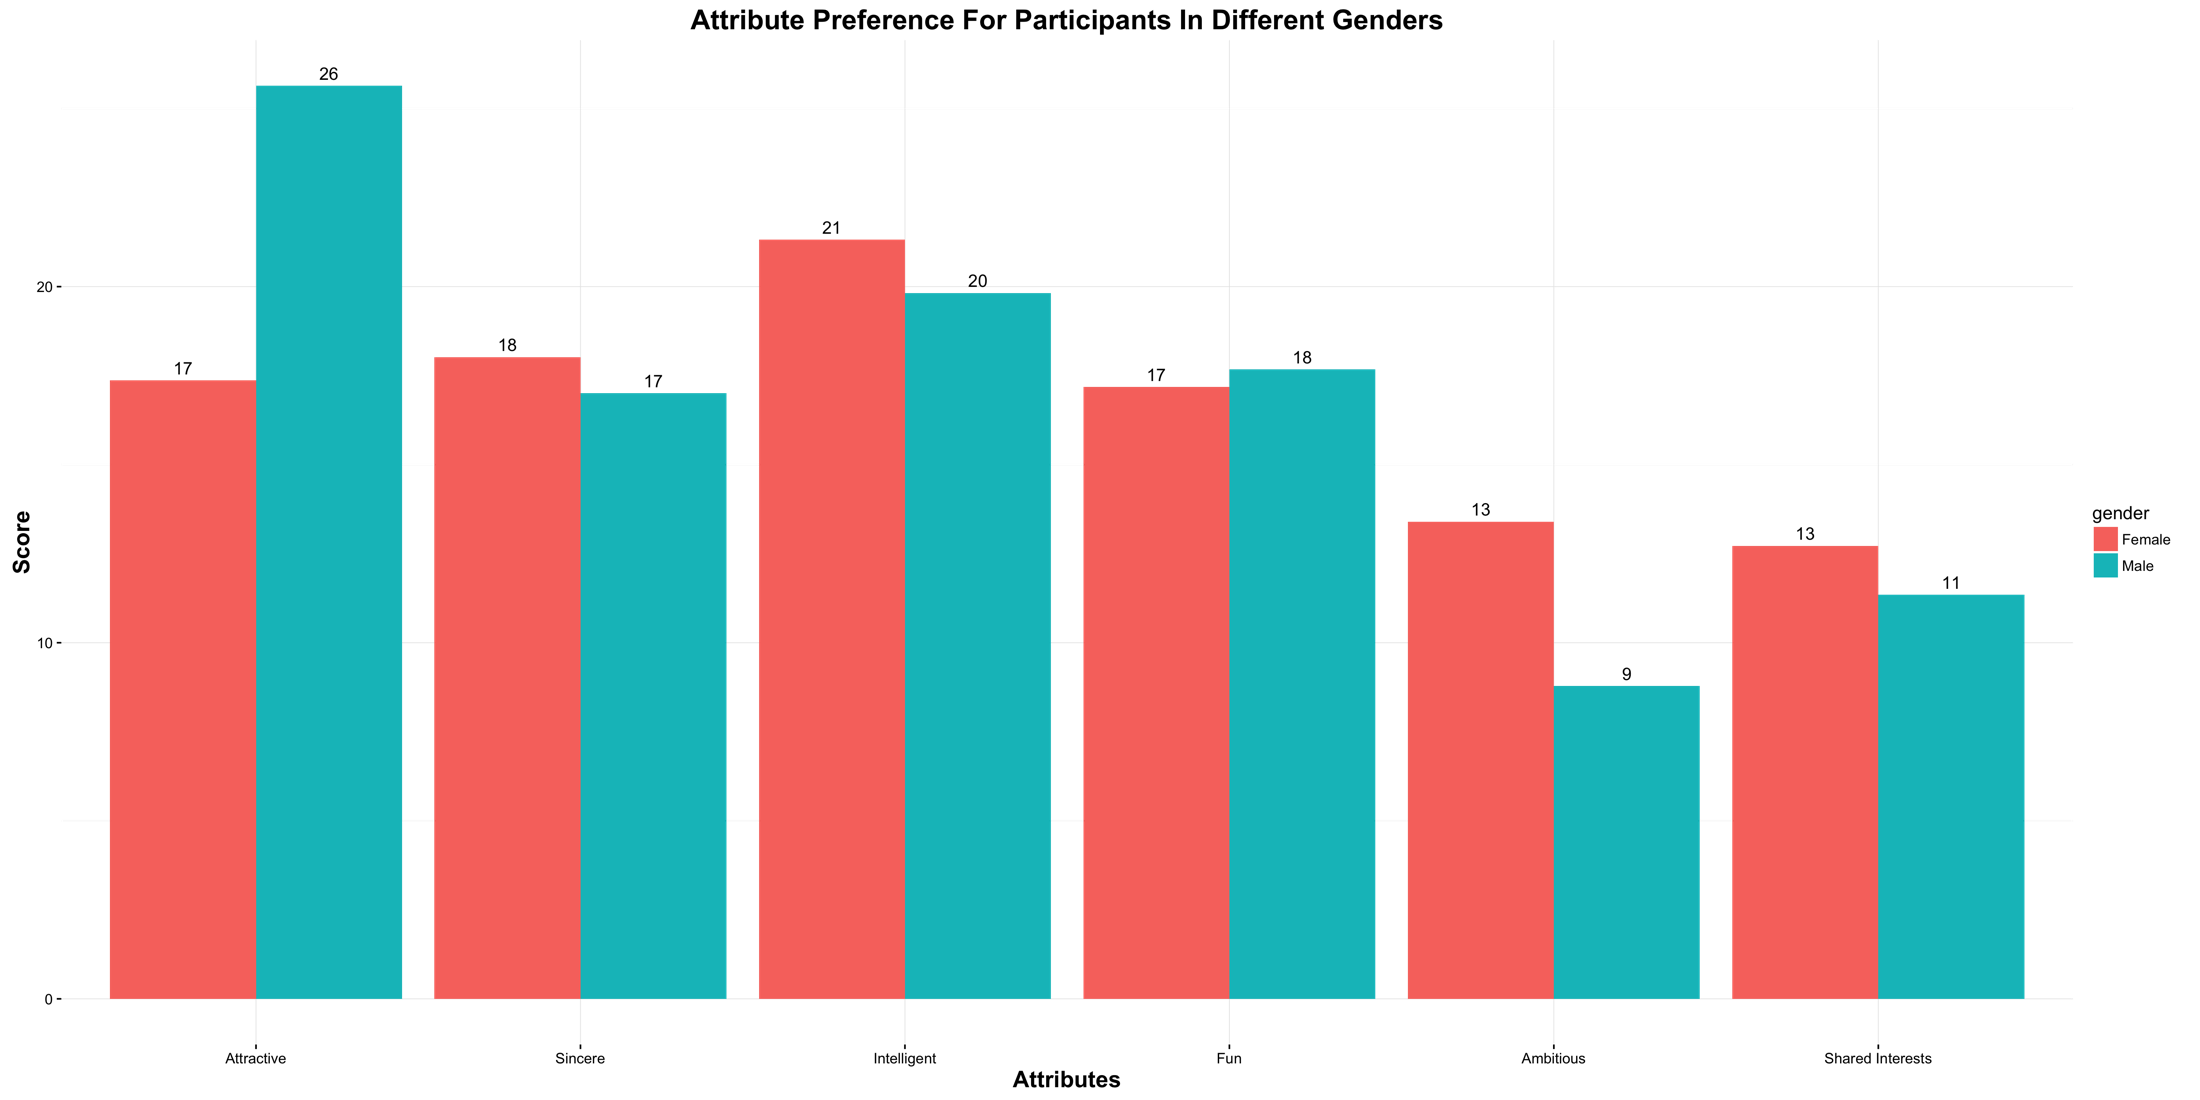 Attribute Preference For Participants In Different Genders
26
17
18
17
21
20
17
18
13
9
13
11
20
10
0
Score
Attractive
Sincere
Intelligent
Fun
Ambitious
Shared Interests
Attributes
gender
Female
Male